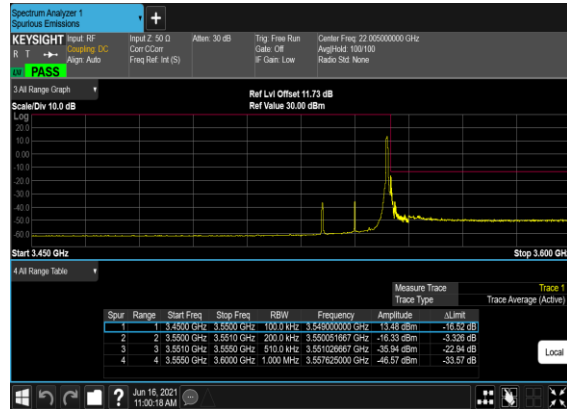 Spectrum Analyzer 1
Spurious Emissions
+
KEYSIGHT Input: RF Input Z: 50 Ω Atten: 30 dB Trig: Free Run Center Freq: 22.005000000 GHz
R T Coupling: DC Corr CCorr Gate: Off Avg|Hold: 100/100
Align: Auto Freq Ref: Int (S) IF Gain: Low Radio Std: None
LW PASS
3 All Range Graph
Ref Lvl Offset 11.73 dB
Scale/Div 10.0 dB Ref Value 30.00 dBm
Log
20.0
10.0
0.00
-10.0
-20.0
-30.0
-40.0
-50.0
-60.0
Start 3.450 GHz Stop 3.600 GHz
4 All Range Table
Measure Trace Trace 1
Trace Type Trace Average (Active)
Spur Range Start Freq Stop Freq RBW Frequency Amplitude ΔLimit
1 1 3.4500 GHz 3.5500 GHz 100.0 kHz 3.549000000 GHz 13.48 dBm -16.52 dB
2 2 3.5500 GHz 3.5510 GHz 200.0 kHz 3.550051667 GHz -16.33 dBm -3.326 dB
3 3 3.5510 GHz 3.5550 GHz 510.0 kHz 3.551026667 GHz -35.94 dBm -22.94 dB
4 4 3.5550 GHz 3.6000 GHz 1.000 MHz 3.557625000 GHz -46.57 dBm -33.57 dB
Local
? Jun 16, 2021
11:00:18 AM